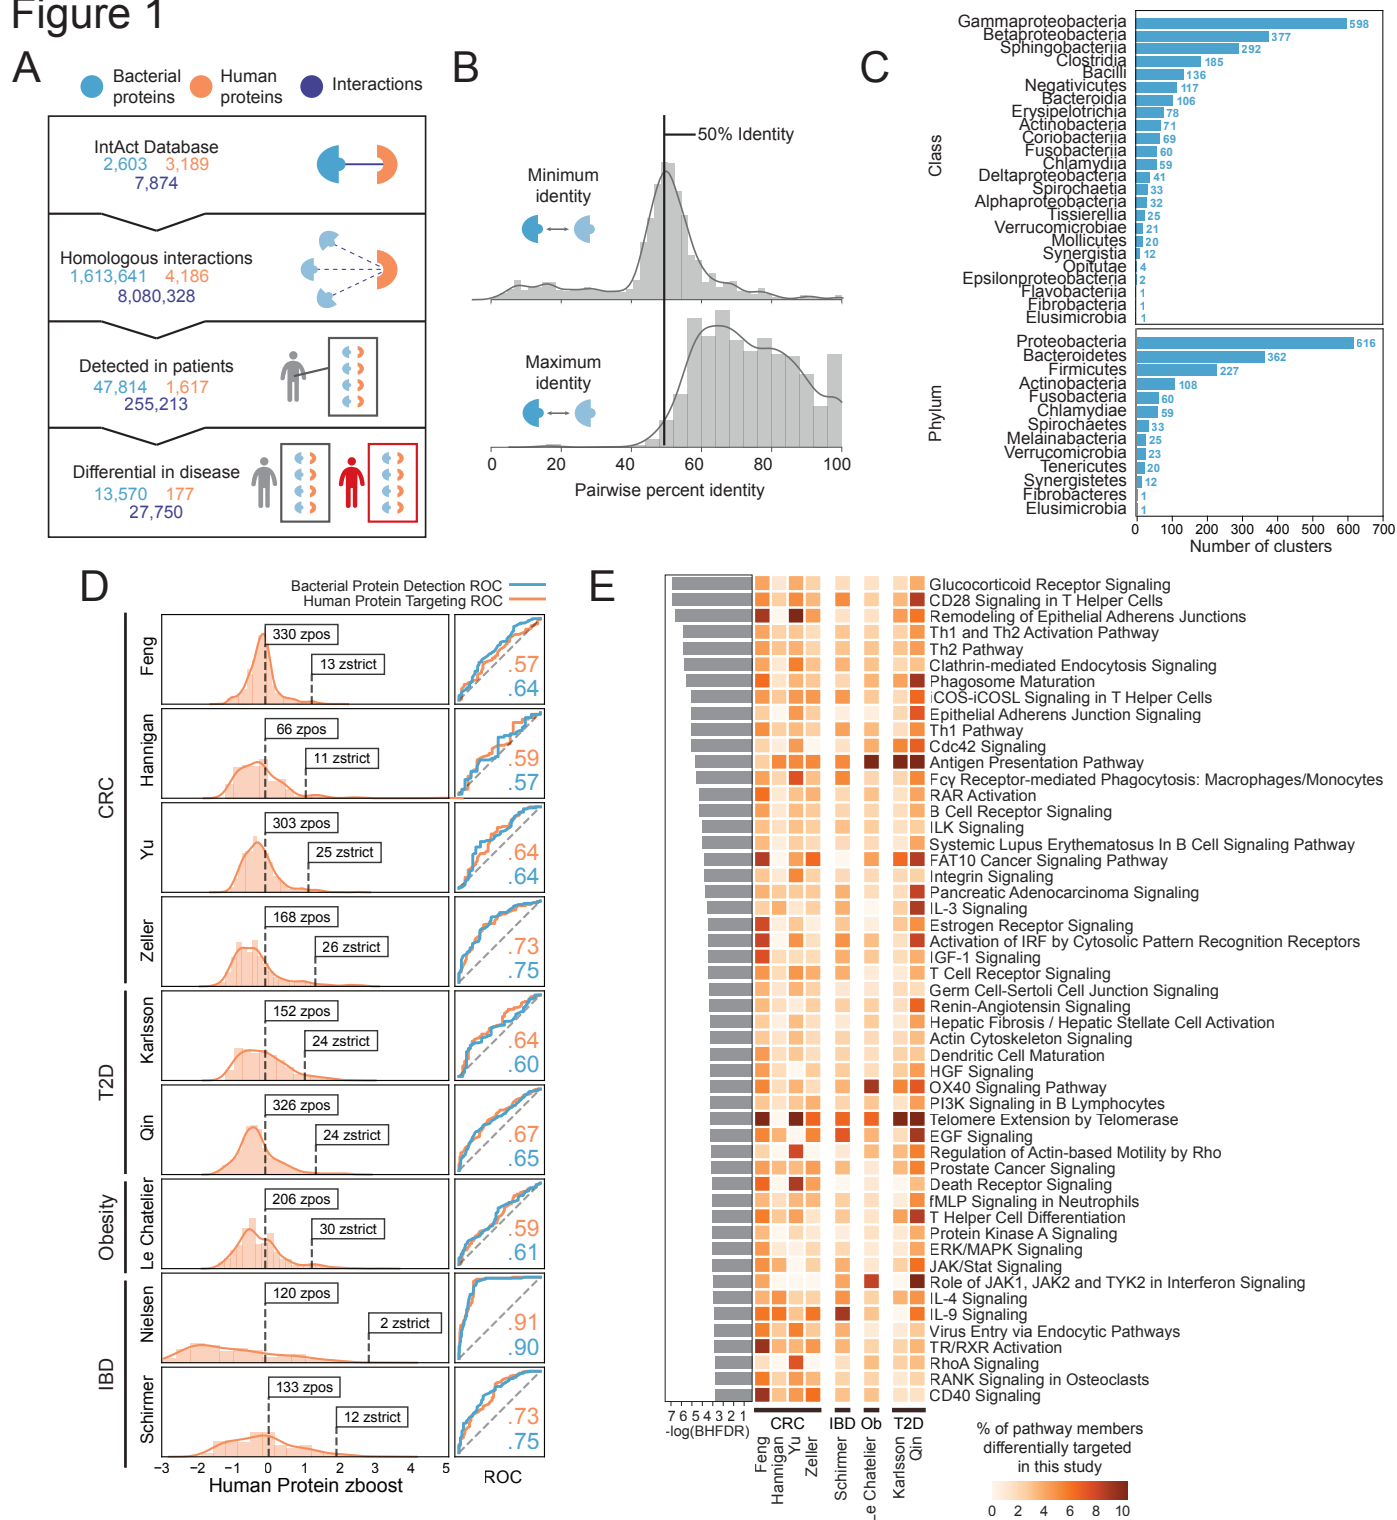 Figure 1
A
Bacterial proteins
Human proteins
Interactions
IntAct Database
2,603 3,189
7,874
Homologous interactions
1,613,641 4,186
8,080,328
Detected in patients
47,814 1,617
255,213
Differential in disease
13,570 177
27,750
B
50% Identity
Minimum
identity
Maximum
identity
0 20 40 60 80 100
Pairwise percent identity
C
Class
Gammaproteobacteria 598
Betaproteobacteria 377
Sphingobacteriia 292
Clostridia 185
Bacilli 136
Negativicutes 117
Bacteroidia 106
Erysipelotrichia 78
Actinobacteria 71
Coriobacteriia 69
Fusobacteriia 60
Chlamydiia 59
Deltaproteobacteria 41
Spirochaetia 33
Alphaproteobacteria 32
Tissierellia 25
Verrucomicrobiae 21
Mollicutes 20
Synergistia 12
Opitutae 4
Epsilonproteobacteria 2
Flavobacteriia 1
Fibrobacteria 1
Elusimicrobia 1
Phylum
Proteobacteria 616
Bacteroidetes 362
Firmicutes 227
Actinobacteria 108
Fusobacteria 60
Chlamydiae 59
Spirochaetes 33
Melainabacteria 25
Verrucomicrobia 23
Tenericutes 20
Synergistetes 12
Fibrobacteres 1
Elusimicrobia 1
0 100 200 300 400 500 600 700
Number of clusters
D
Bacterial Protein Detection ROC
Human Protein Targeting ROC
CRC
Feng
330 zpos
13 zstrict
.57
.64
Hannigan
66 zpos
11 zstrict
.59
.57
Yu
303 zpos
25 zstrict
.64
.64
Zeller
168 zpos
26 zstrict
.73
.75
T2D
Karlsson
152 zpos
24 zstrict
.64
.60
Qin
326 zpos
24 zstrict
.67
.65
Obesity
Le Chatelier
206 zpos
30 zstrict
.59
.61
IBD
Nielsen
120 zpos
2 zstrict
.91
.90
Schirmer
133 zpos
12 zstrict
.73
.75
−3 −2 −1 0 1 2 3 4 5
Human Protein zboost
ROC
E
Glucocorticoid Receptor Signaling
CD28 Signaling in T Helper Cells
Remodeling of Epithelial Adherens Junctions
Th1 and Th2 Activation Pathway
Th2 Pathway
Clathrin-mediated Endocytosis Signaling
Phagosome Maturation
iCOS-iCOSL Signaling in T Helper Cells
Epithelial Adherens Junction Signaling
Th1 Pathway
Cdc42 Signaling
Antigen Presentation Pathway
Fcγ Receptor-mediated Phagocytosis: Macrophages/Monocytes
RAR Activation
B Cell Receptor Signaling
ILK Signaling
Systemic Lupus Erythematosus In B Cell Signaling Pathway
FAT10 Cancer Signaling Pathway
Integrin Signaling
Pancreatic Adenocarcinoma Signaling
IL-3 Signaling
Estrogen Receptor Signaling
Activation of IRF by Cytosolic Pattern Recognition Receptors
IGF-1 Signaling
T Cell Receptor Signaling
Germ Cell-Sertoli Cell Junction Signaling
Renin-Angiotensin Signaling
Hepatic Fibrosis / Hepatic Stellate Cell Activation
Actin Cytoskeleton Signaling
Dendritic Cell Maturation
HGF Signaling
OX40 Signaling Pathway
PI3K Signaling in B Lymphocytes
Telomere Extension by Telomerase
EGF Signaling
Regulation of Actin-based Motility by Rho
Prostate Cancer Signaling
Death Receptor Signaling
fMLP Signaling in Neutrophils
T Helper Cell Differentiation
Protein Kinase A Signaling
ERK/MAPK Signaling
JAK/Stat Signaling
Role of JAK1, JAK2 and TYK2 in Interferon Signaling
IL-4 Signaling
IL-9 Signaling
Virus Entry via Endocytic Pathways
TR/RXR Activation
RhoA Signaling
RANK Signaling in Osteoclasts
CD40 Signaling
7 6 5 4 3 2 1
-log(BHFDR)
CRC IBD Ob T2D
Feng
Hannigan
Yu
Zeller
Schirmer
Le Chatelier
Karlsson
Qin
% of pathway members
differentially targeted
in this study
0 2 4 6 8 10